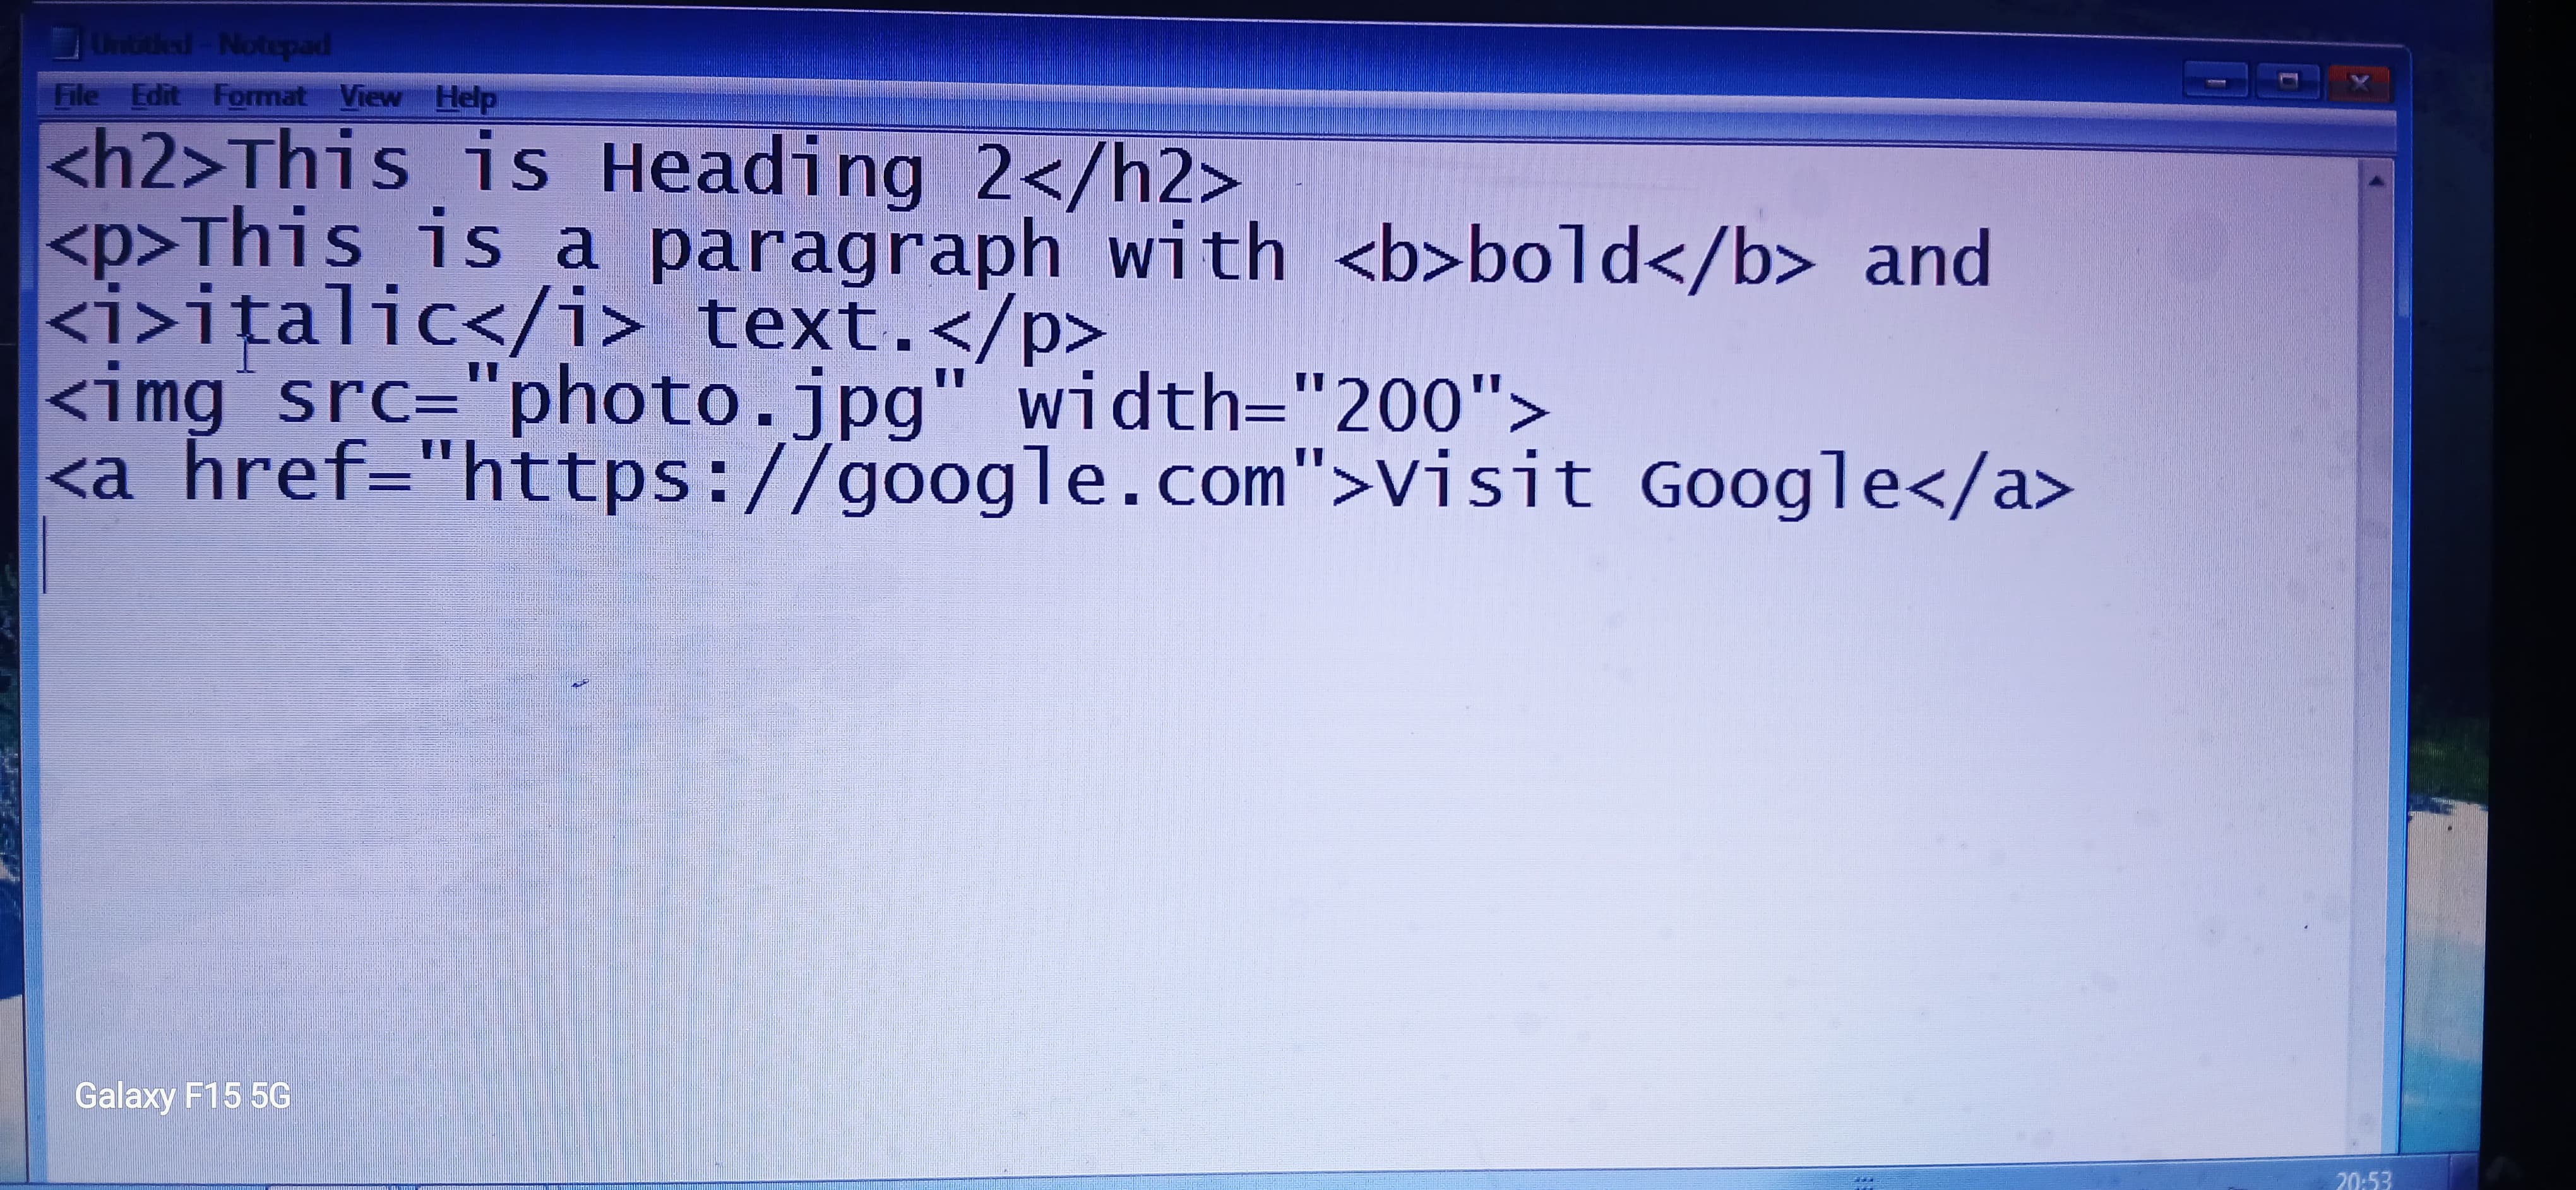 Untitled - Notepad
File Edit Format View Help
<h2>This is Heading 2</h2>
<p>This is a paragraph with <b>bold</b> and
<i>italic</i> text.</p>
<img src="photo.jpg" width="200">
<a href="https://google.com">Visit Google</a>
Galaxy F15 5G
20:53